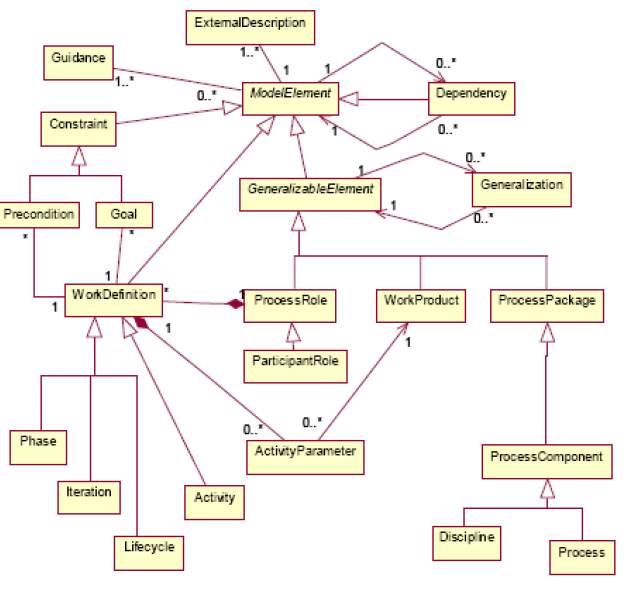 ExternalDescription
1..*
Guidance
1..*
1
1
0..*
0..*
ModelElement
Dependency
Constraint
1
0..*
1
0..*
GeneralizableElement
Generalization
1
0..*
Precondition
Goal
*
*
1
*
WorkDefinition
1
1
ProcessRole
WorkProduct
ProcessPackage
1
1
ParticipantRole
0..*
0..*
Phase
ActivityParameter
ProcessComponent
Iteration
Activity
Discipline
Lifecycle
Process